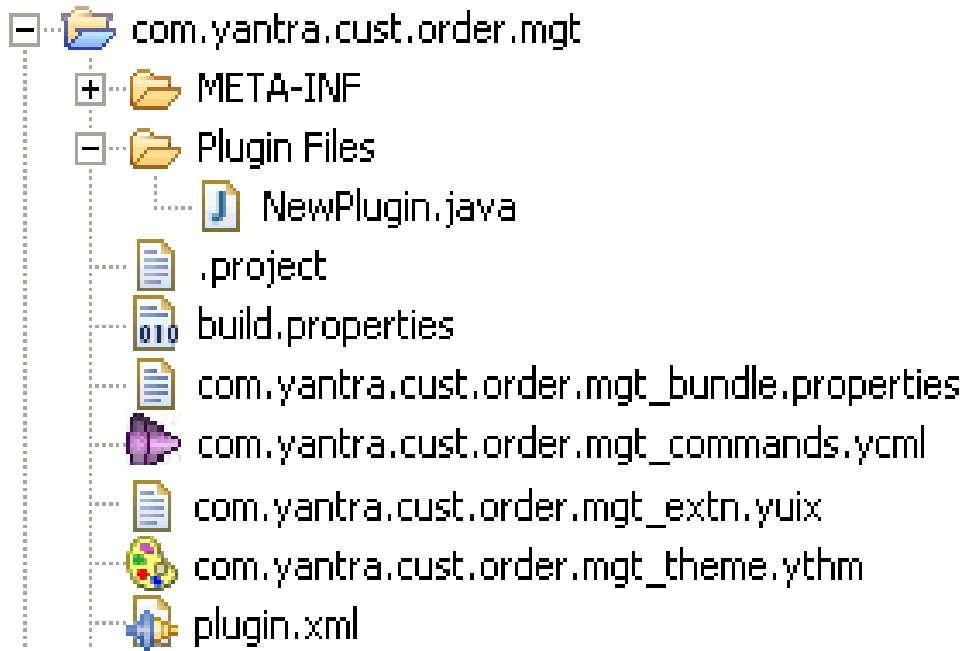 com.yantra.cust.order.mgt
META-INF
Plugin Files
NewPlugin.java
.project
build.properties
com.yantra.cust.order.mgt_bundle.properties
com.yantra.cust.order.mgt_commands.ycml
com.yantra.cust.order.mgt_extn.yuix
com.yantra.cust.order.mgt_theme.ythm
plugin.xml